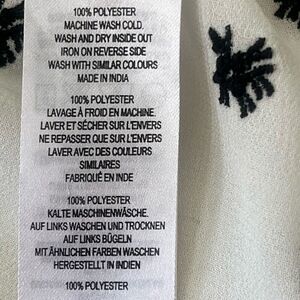 100% POLYESTER
MACHINE WASH COLD.
WASH AND DRY INSIDE OUT
IRON ON REVERSE SIDE
WASH WITH SIMILAR COLOURS
MADE IN INDIA
100% POLYESTER
LAVAGE À FROID EN MACHINE.
LAVER ET SÉCHER SUR L'ENVERS
NE REPASSER QUE SUR L'ENVERS
LAVER AVEC DES COULEURS
SIMILAIRES
FABRIQUÉ EN INDE
100% POLYESTER
KALTE MASCHINENWÄSCHE.
AUF LINKS WASCHEN UND TROCKNEN
AUF LINKS BÜGELN
MIT ÄHNLICHEN FARBEN WASCHEN
HERGESTELLT IN INDIEN
100% POLYESTER